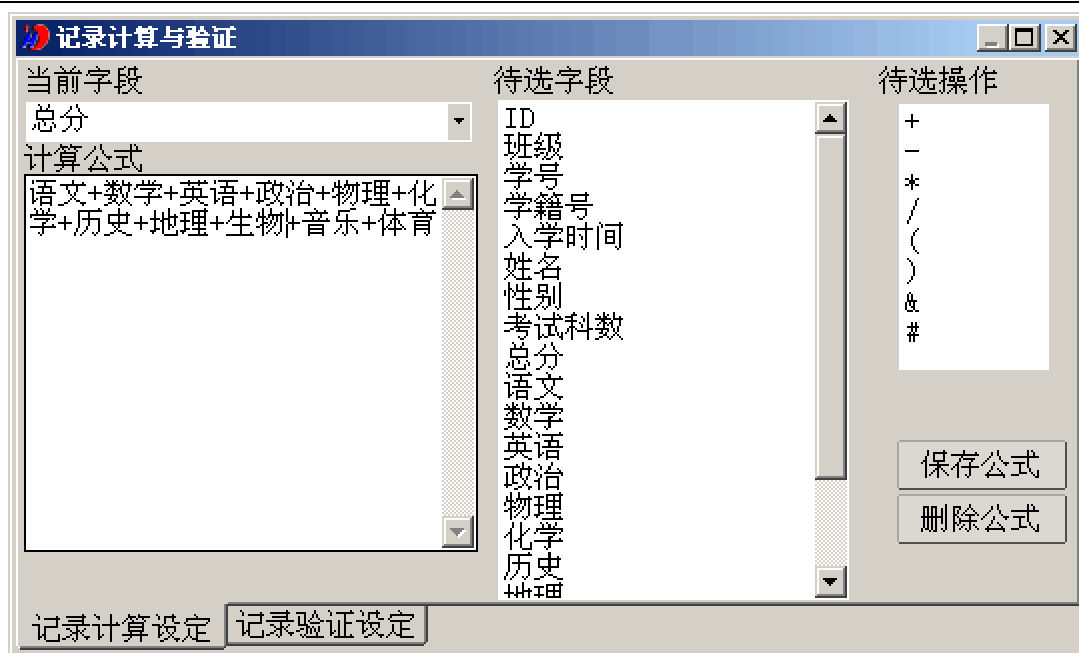 记录计算与验证
当前字段
总分
计算公式
语文+数学+英语+政治+物理+化
学+历史+地理+生物+音乐+体育
待选字段
ID
班级
学号
学籍号
入学时间
姓名
性别
考试科数
总分
语文
数学
英语
政治
物理
化学
历史
地理
待选操作
+
-
*
/
(
)
&
#
保存公式
删除公式
记录计算设定
记录验证设定